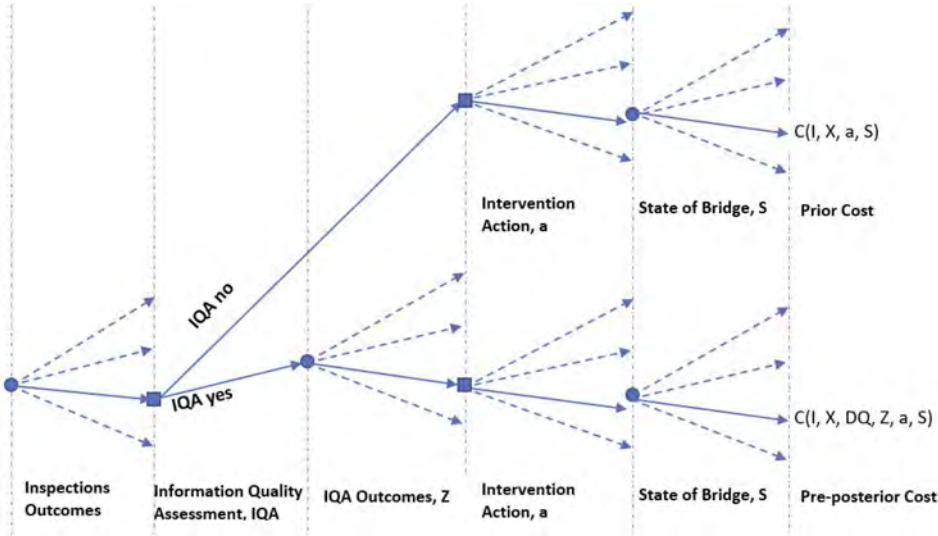 C(I, X, a, S)
Intervention
Action, a
State of Bridge, S
Prior Cost
IQA no
IQA yes
C(I, X, DQ, Z, a, S)
Inspections
Outcomes
Information Quality
Assessment, IQA
IQA Outcomes, Z
Intervention
Action, a
State of Bridge, S
Pre-posterior Cost